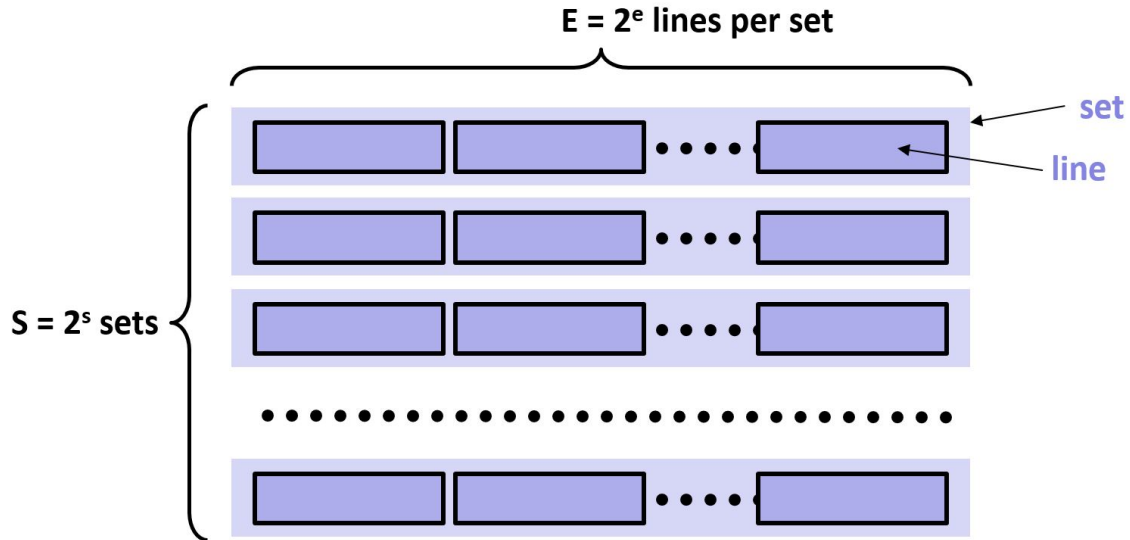 E = 2ᵉ lines per set
set
line
S = 2ˢ sets